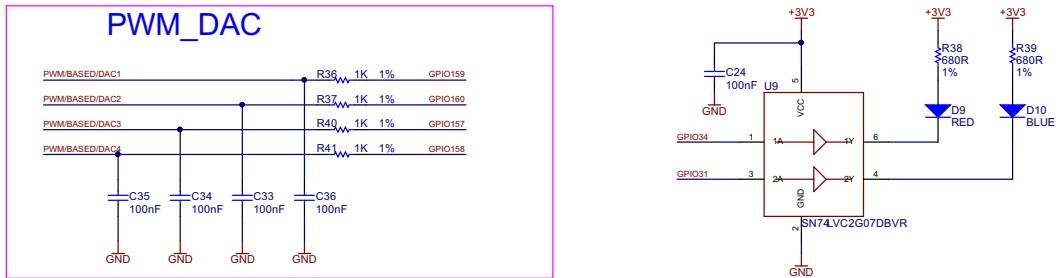 PWM_DAC
PWM/BASED/DAC1 R36 1K 1% GPIO159
PWM/BASED/DAC2 R37 1K 1% GPIO160
PWM/BASED/DAC3 R40 1K 1% GPIO157
PWM/BASED/DAC4 R41 1K 1% GPIO158
C35 C34 C33 C36
100nF 100nF 100nF 100nF
GND GND GND GND
+3V3 +3V3 +3V3
R38 R39
680R 680R
1% 1%
C24
100nF
GND
U9
5
VCC
D9 D10
RED BLUE
GPIO34 1 1A 1Y 6
GPIO31 3 2A 2Y 4
GND
2
SN74LVC2G07DBVR
GND